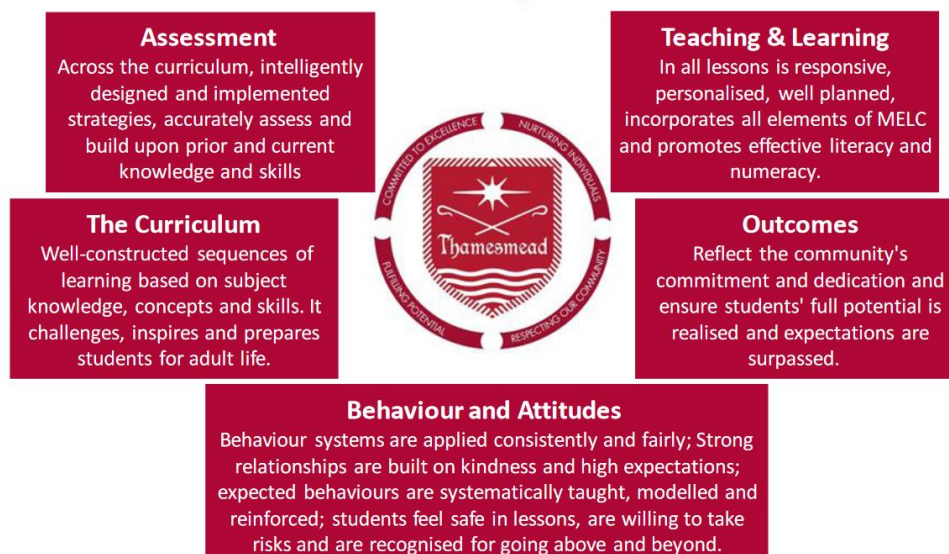 Assessment
Across the curriculum, intelligently
designed and implemented
strategies, accurately assess and
build upon prior and current
knowledge and skills
Teaching & Learning
In all lessons is responsive,
personalised, well planned,
incorporates all elements of MELC
and promotes effective literacy and
numeracy.
COMMITTED TO EXCELLENCE
NURTURING INDIVIDUALS
Thamesmead
FULFILLING POTENTIAL
RESPECTING OUR COMMUNITY
The Curriculum
Well-constructed sequences of
learning based on subject
knowledge, concepts and skills. It
challenges, inspires and prepares
students for adult life.
Outcomes
Reflect the community's
commitment and dedication and
ensure students' full potential is
realised and expectations are
surpassed.
Behaviour and Attitudes
Behaviour systems are applied consistently and fairly; Strong
relationships are built on kindness and high expectations;
expected behaviours are systematically taught, modelled and
reinforced; students feel safe in lessons, are willing to take
risks and are recognised for going above and beyond.